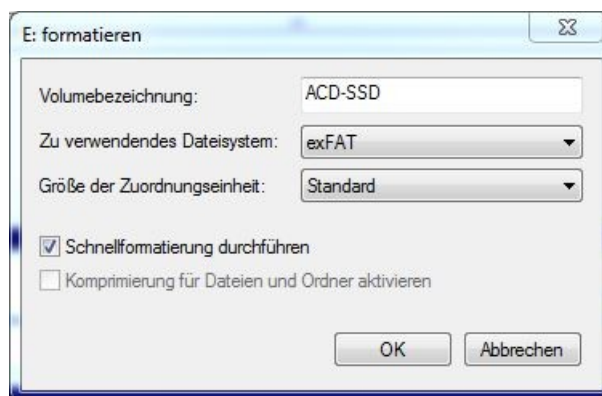 E: formatieren
Volumebezeichnung: ACD-SSD
Zu verwendendes Dateisystem: exFAT
Größe der Zuordnungseinheit: Standard
Schnellformatierung durchführen
Komprimierung für Dateien und Ordner aktivieren
OK Abbrechen